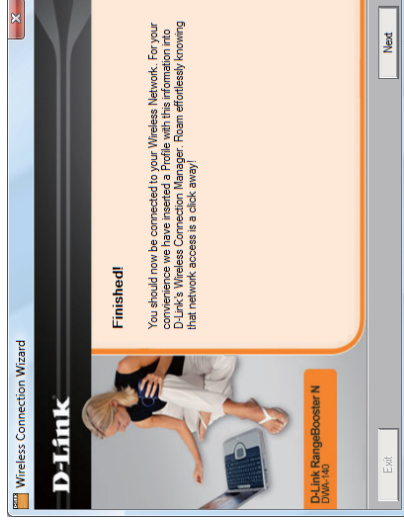 Wireless Connection Wizard
D-Link
Finished!
You should now be connected to your Wireless Network. For your
convienience we have inserted a Profile with this information into
D-Link's Wireless Connection Manager. Roam effortlessly knowing
that network access is a click away!
D-Link RangeBooster N
DWA-140
Exit
Next